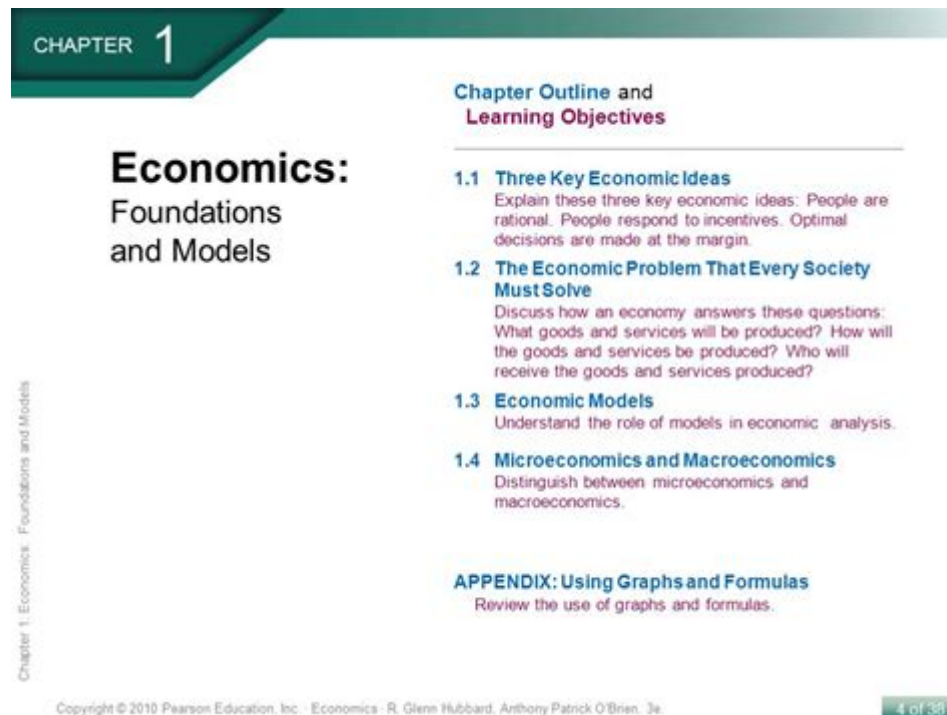 CHAPTER 1
Economics:
Foundations
and Models
Chapter Outline and
Learning Objectives
1.1 Three Key Economic Ideas
Explain these three key economic ideas: People are
rational. People respond to incentives. Optimal
decisions are made at the margin.
1.2 The Economic Problem That Every Society
Must Solve
Discuss how an economy answers these questions:
What goods and services will be produced? How will
the goods and services be produced? Who will
receive the goods and services produced?
1.3 Economic Models
Understand the role of models in economic analysis.
1.4 Microeconomics and Macroeconomics
Distinguish between microeconomics and
macroeconomics.
APPENDIX: Using Graphs and Formulas
Review the use of graphs and formulas.
Chapter 1: Economics: Foundations and Models
Copyright © 2010 Pearson Education, Inc. · Economics · R. Glenn Hubbard, Anthony Patrick O'Brien, 3e.
4 of 38